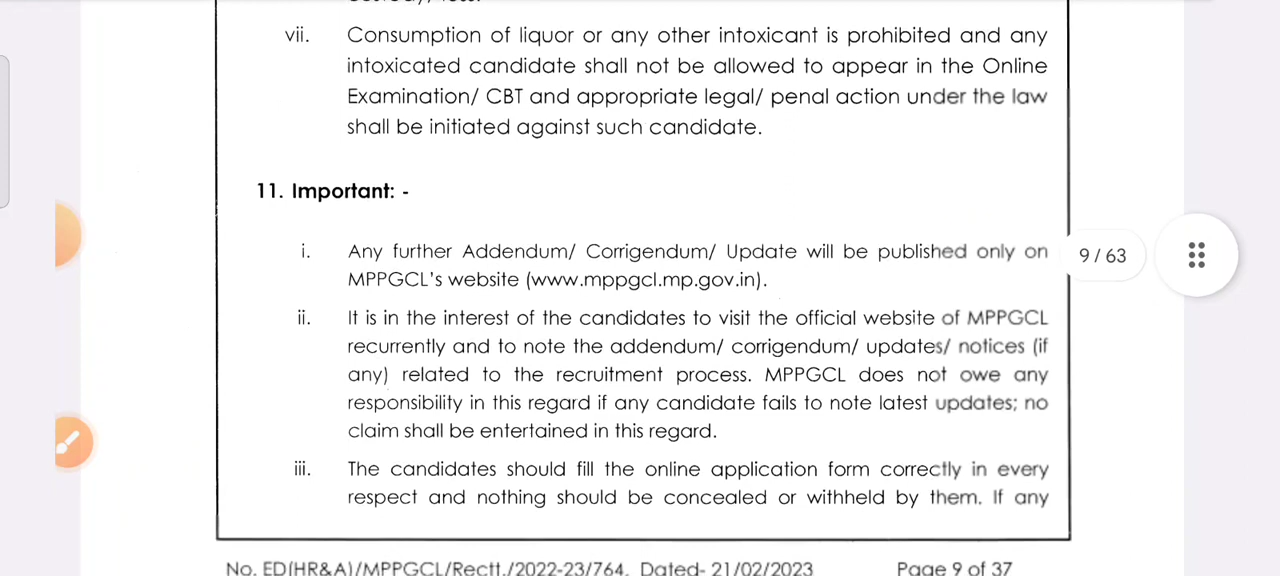 vii. Consumption of liquor or any other intoxicant is prohibited and any
intoxicated candidate shall not be allowed to appear in the Online
Examination/ CBT and appropriate legal/ penal action under the law
shall be initiated against such candidate.
11. Important: -
i. Any further Addendum/ Corrigendum/ Update will be published only on
MPPGCL's website (www.mppgcl.mp.gov.in).
9 / 63
ii. It is in the interest of the candidates to visit the official website of MPPGCL
recurrently and to note the addendum/ corrigendum/ updates/ notices (if
any) related to the recruitment process. MPPGCL does not owe any
responsibility in this regard if any candidate fails to note latest updates; no
claim shall be entertained in this regard.
iii. The candidates should fill the online application form correctly in every
respect and nothing should be concealed or withheld by them. If any
No. ED(HR&A)/MPPGCL/Rectt./2022-23/764, Dated- 21/02/2023 Page 9 of 37